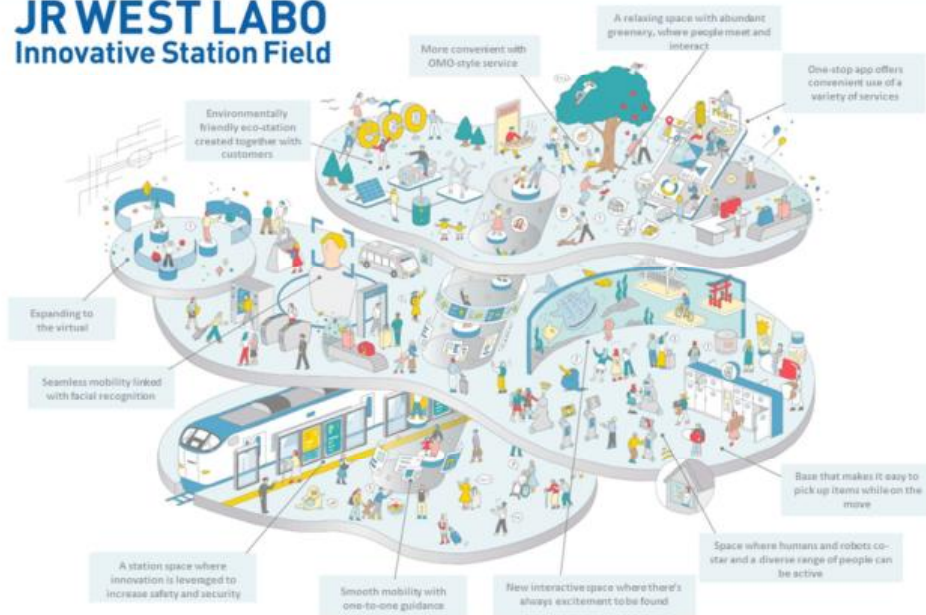 JR WEST LABO
Innovative Station Field
A relaxing space with abundant
greenery, where people meet and
interact
More convenient with
OMO-style service
One-stop app offers
convenient use of a
variety of services
Environmentally
friendly eco-station
created together with
customers
eco
Expanding to
the virtual
Seamless mobility linked
with facial recognition
Base that makes it easy to
pick up items while on the
move
Space where humans and robots co-
star and a diverse range of people can
be active
A station space where
innovation is leveraged to
increase safety and security
Smooth mobility with
one-to-one guidance
New interactive space where there's
always excitement to be found